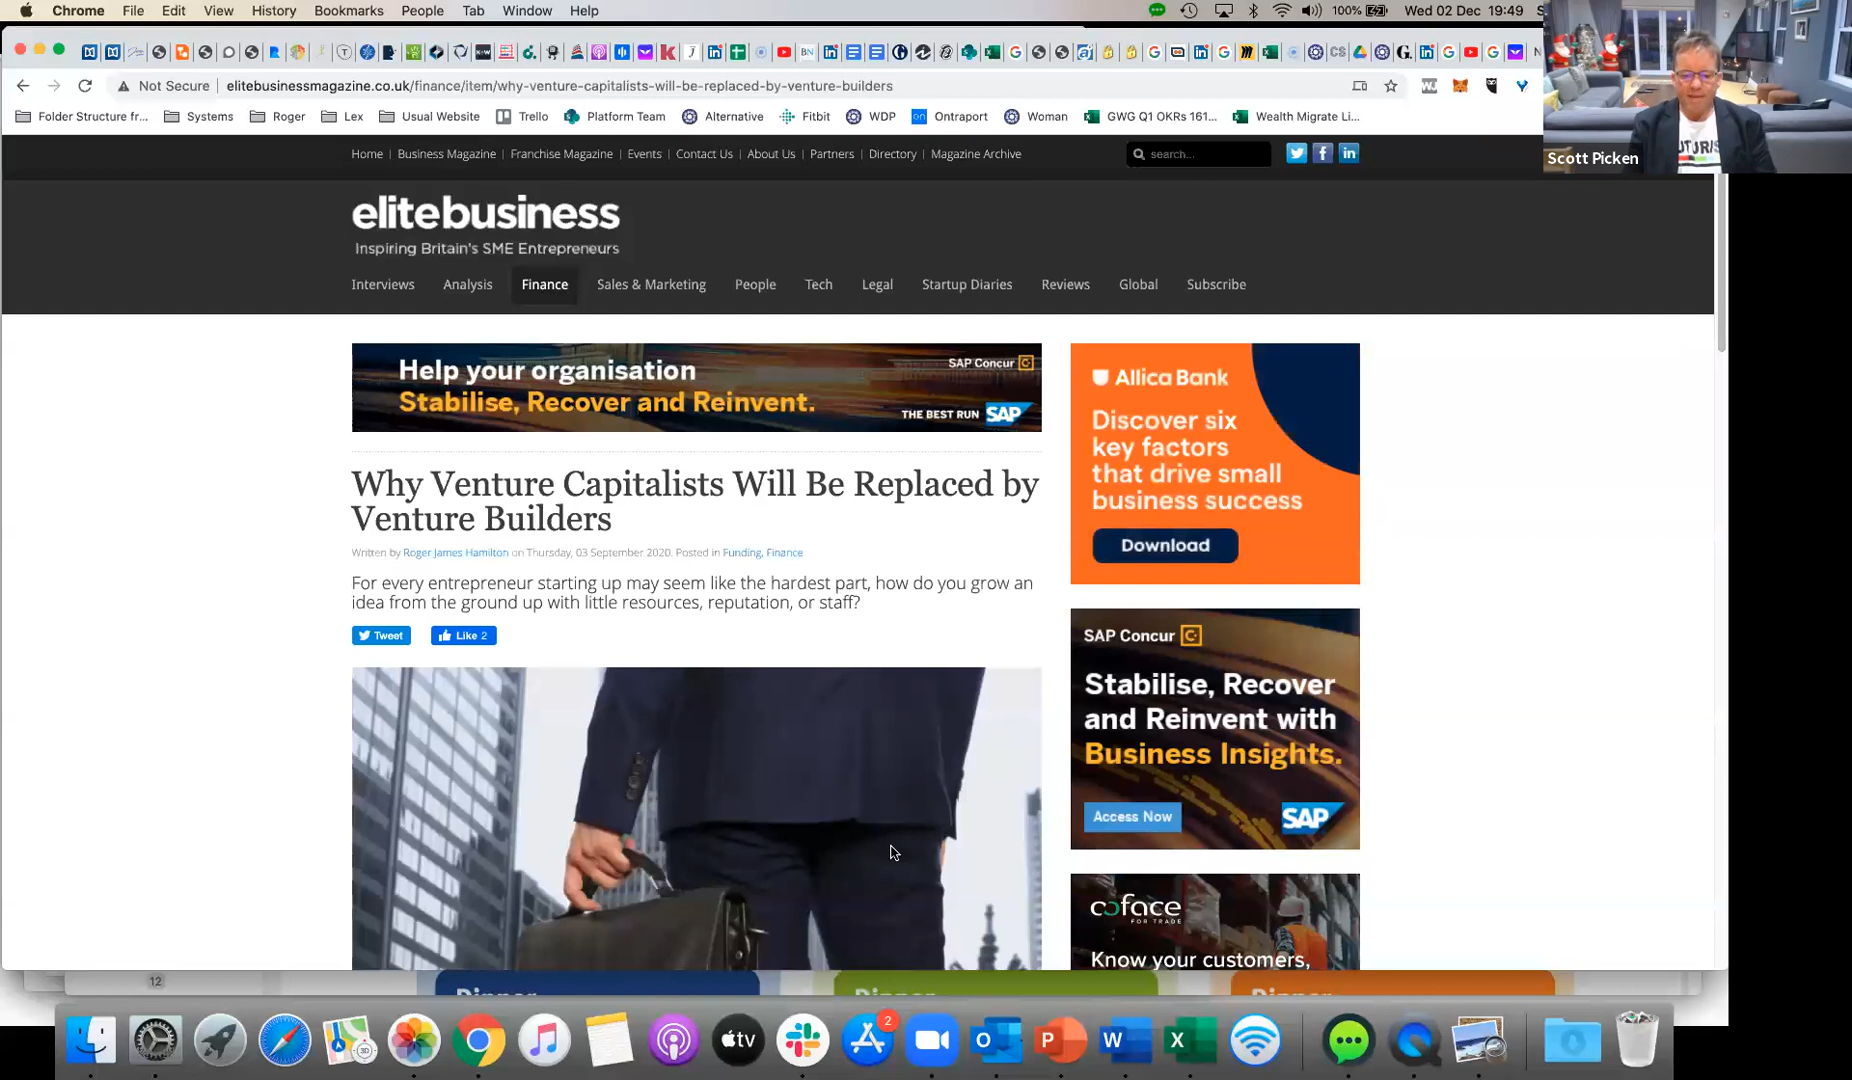 Chrome File Edit View History Bookmarks People Tab Window Help
100% Wed 02 Dec 19:49
Not Secure elitebusinessmagazine.co.uk/finance/item/why-venture-capitalists-will-be-replaced-by-venture-builders
Folder Structure fr... Systems Roger Lex Usual Website Trello Platform Team Alternative Fitbit WDP Ontraport Woman GWG Q1 OKRs 161... Wealth Migrate Li...
Scott Picken
Home | Business Magazine | Franchise Magazine | Events | Contact Us | About Us | Partners | Directory | Magazine Archive
search...
elitebusiness
Inspiring Britain's SME Entrepreneurs
Interviews Analysis Finance Sales & Marketing People Tech Legal Startup Diaries Reviews Global Subscribe
Help your organisation
Stabilise, Recover and Reinvent.
SAP Concur
THE BEST RUN SAP
Why Venture Capitalists Will Be Replaced by
Venture Builders
Written by Roger James Hamilton on Thursday, 03 September 2020. Posted in Funding, Finance
For every entrepreneur starting up may seem like the hardest part, how do you grow an
idea from the ground up with little resources, reputation, or staff?
Tweet Like 2
Allica Bank
Discover six
key factors
that drive small
business success
Download
SAP Concur
Stabilise, Recover
and Reinvent with
Business Insights.
Access Now
SAP
coface
FOR TRADE
Know your customers,
12
Dinner Dinner Dinner
tv
2